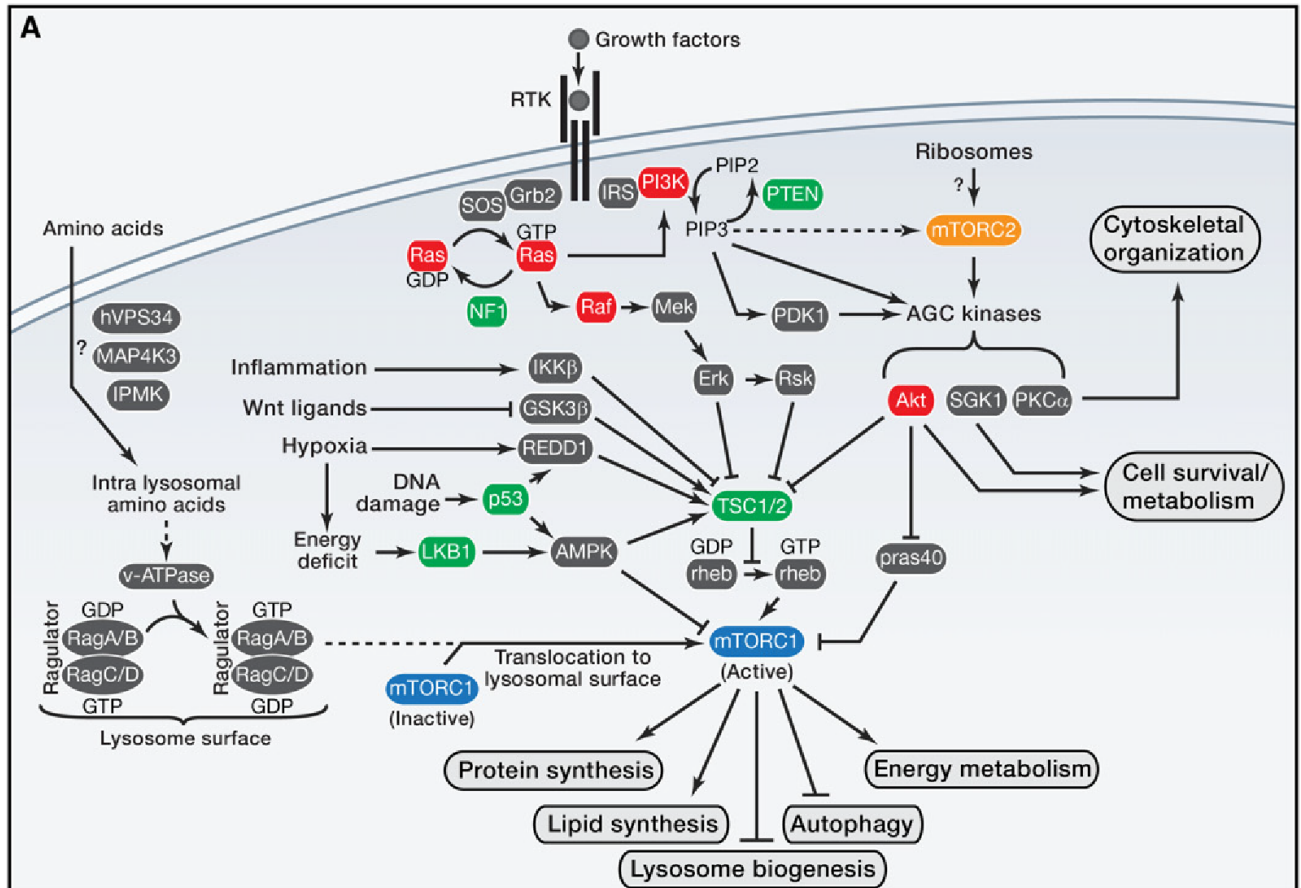 A
Growth factors
RTK
Ribosomes
?
PIP2
PI3K
IRS
PTEN
Grb2
SOS
Amino acids
GTP
PIP3
mTORC2
Cytoskeletal
organization
Ras
Ras
GDP
NF1
Raf
Mek
PDK1
AGC kinases
hVPS34
?
MAP4K3
IPMK
Inflammation
IKKβ
Erk
Rsk
Wnt ligands
GSK3β
Akt
SGK1
PKCα
Hypoxia
REDD1
DNA
damage
p53
TSC1/2
Cell survival/
metabolism
Intra lysosomal
amino acids
Energy
deficit
LKB1
AMPK
GDP
GTP
rheb
rheb
pras40
v-ATPase
Ragulator
GDP
RagA/B
RagC/D
GTP
Ragulator
GTP
RagA/B
RagC/D
GDP
Lysosome surface
mTORC1
(Inactive)
Translocation to
lysosomal surface
mTORC1
(Active)
Protein synthesis
Energy metabolism
Lipid synthesis
Autophagy
Lysosome biogenesis